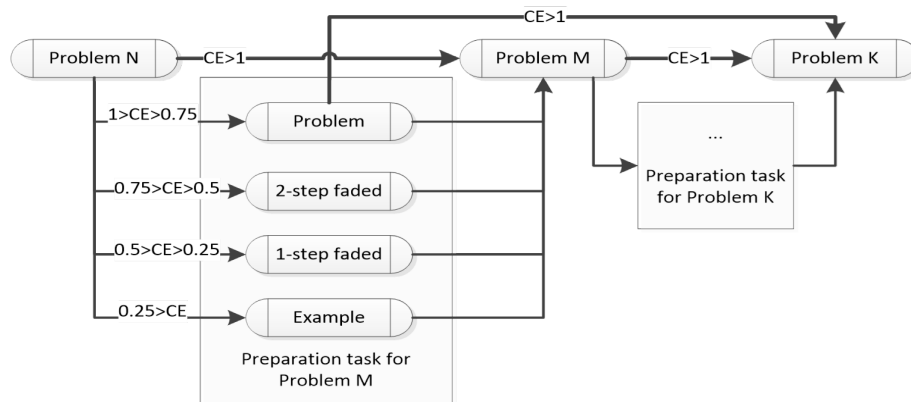 CE>1
Problem N
CE>1
Problem M
CE>1
Problem K
1>CE>0.75
Problem
0.75>CE>0.5
2-step faded
0.5>CE>0.25
1-step faded
0.25>CE
Example
Preparation task for
Problem M
...
Preparation task
for Problem K